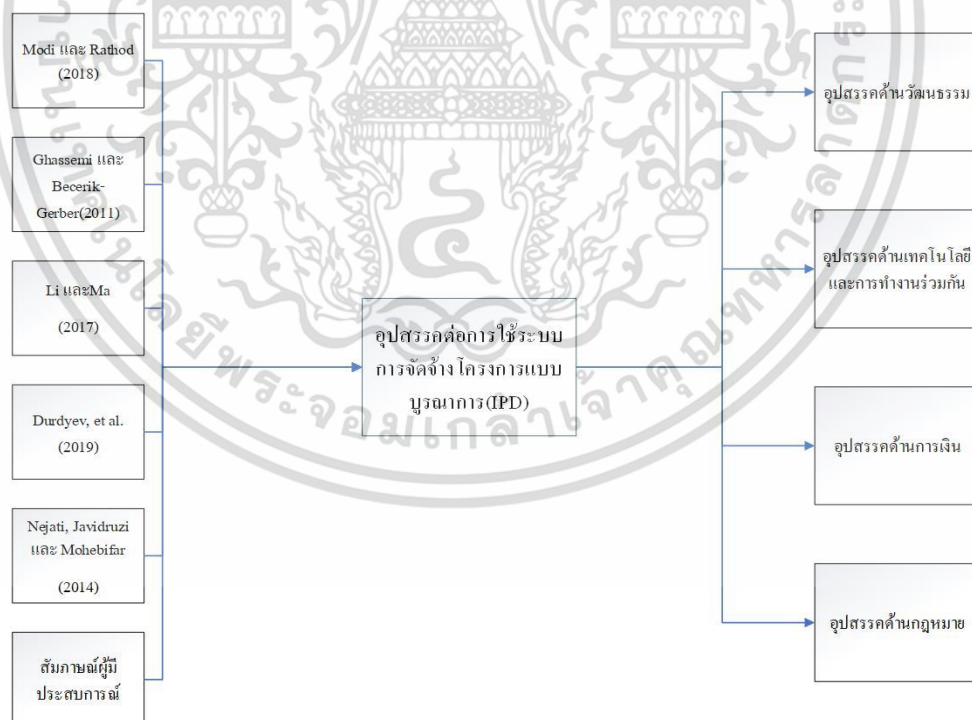 Modi และ Rathod
(2018)
Ghassemi และ
Becerik-
Gerber(2011)
Li และMa
(2017)
Durdyev, et al.
(2019)
Nejati, Javidruzi
และ Mohebifar
(2014)
สัมภาษณ์ผู้มี
ประสบการณ์
อุปสรรคต่อการใช้ระบบ
การจัดจ้างโครงการแบบ
บูรณาการ(IPD)
อุปสรรคด้านวัฒนธรรม
อุปสรรคด้านเทคโนโลยี
และการทำงานร่วมกัน
อุปสรรคด้านการเงิน
อุปสรรคด้านกฎหมาย